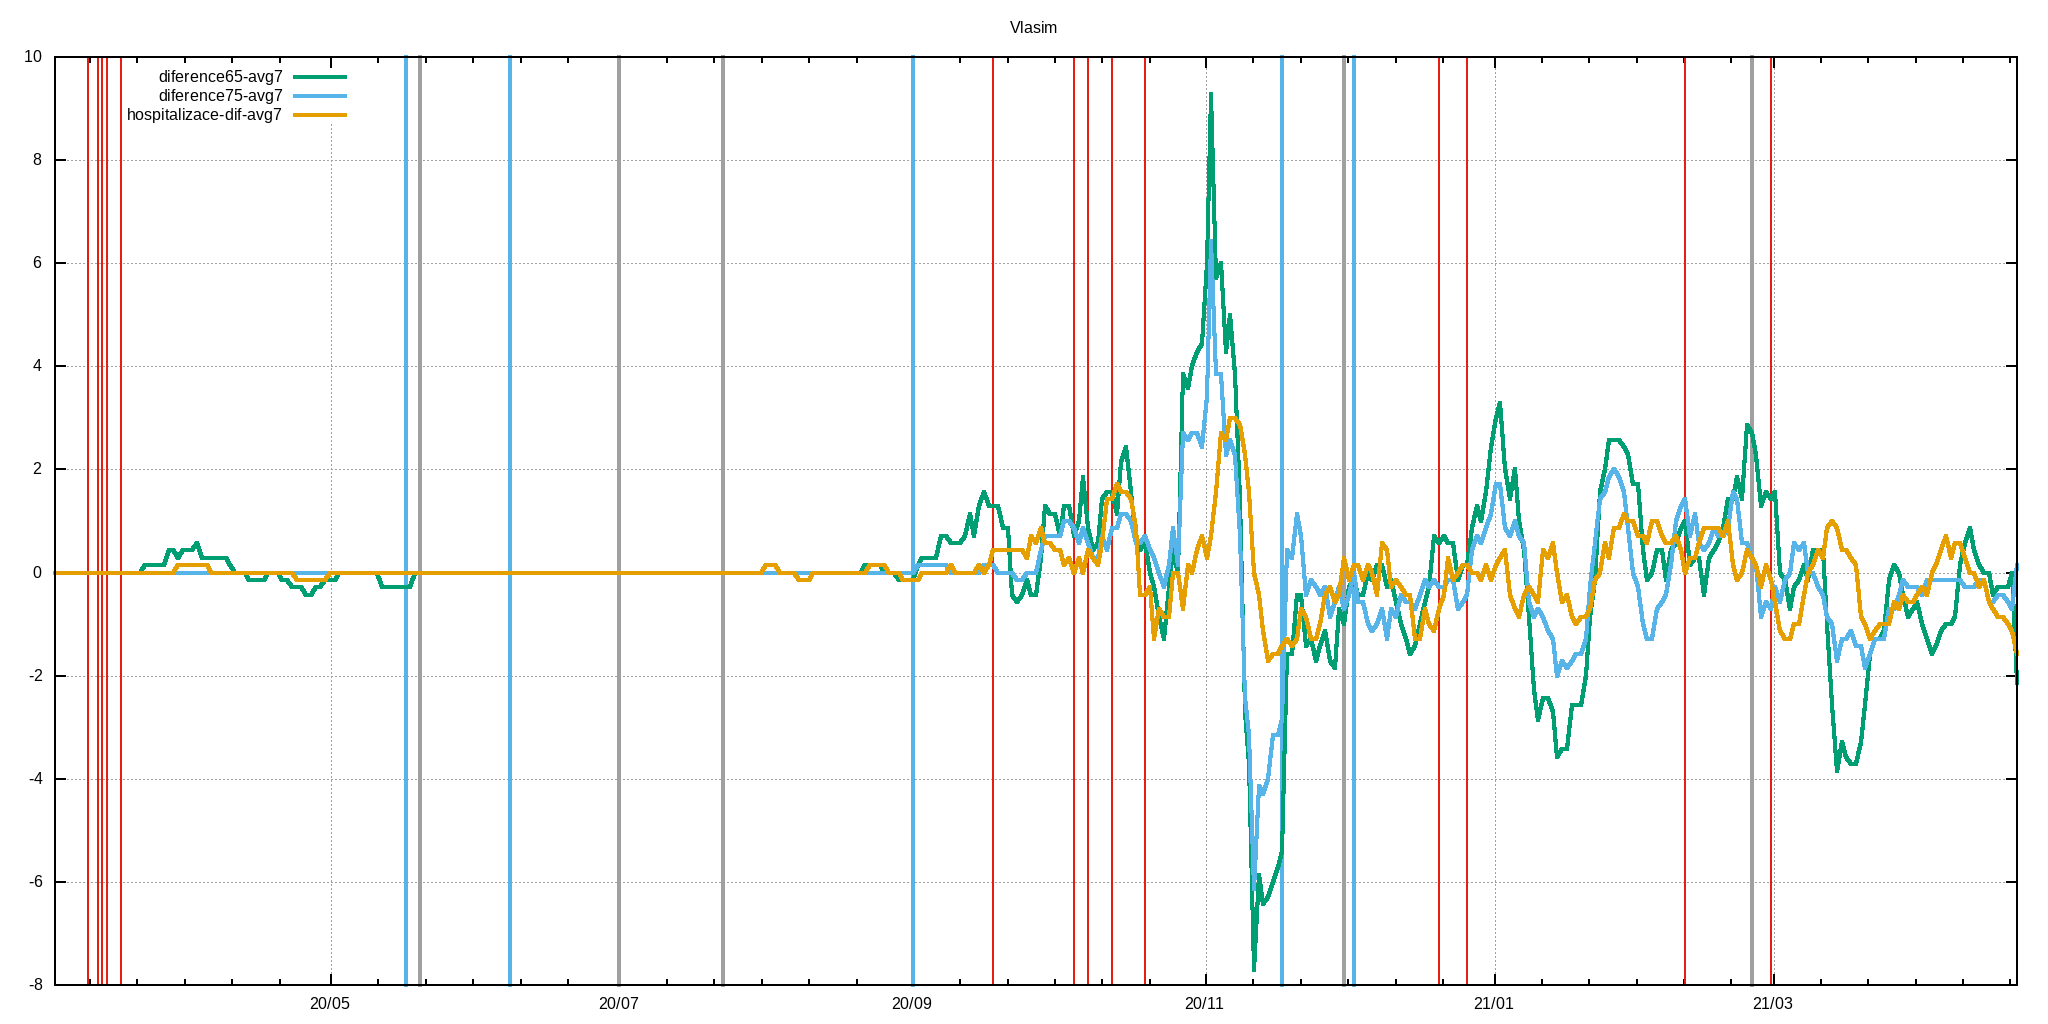 Vlasim
10
diference65-avg7
diference75-avg7
hospitalizace-dif-avg7
8
6
4
2
0
-2
-4
-6
-8
20/05 20/07 20/09 20/11 21/01 21/03